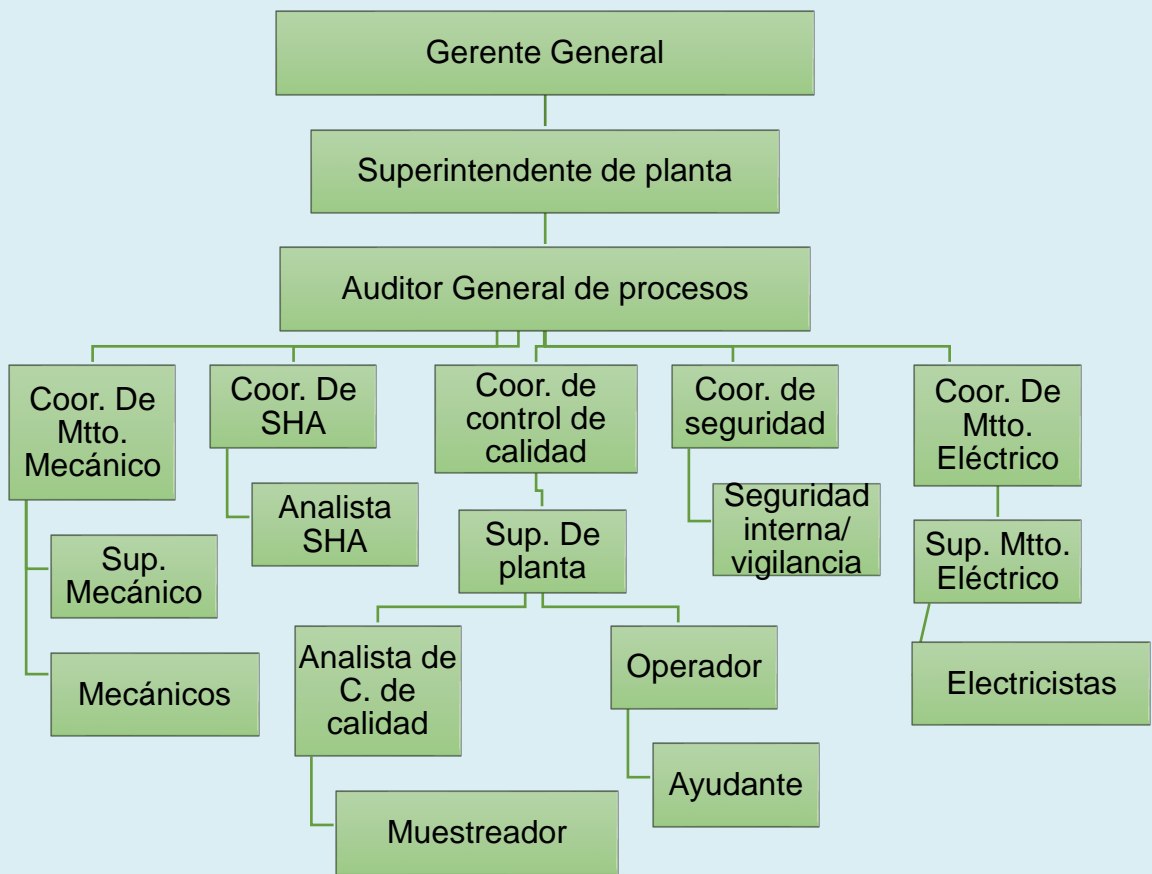 Gerente General
Superintendente de planta
Auditor General de procesos
Coor. De
Mtto.
Mecánico
Sup.
Mecánico
Mecánicos
Coor. De
SHA
Analista
SHA
Coor. de
control de
calidad
Sup. De
planta
Analista de
C. de
calidad
Muestreador
Operador
Ayudante
Coor. de
seguridad
Seguridad
interna/
vigilancia
Coor. De
Mtto.
Eléctrico
Sup. Mtto.
Eléctrico
Electricistas